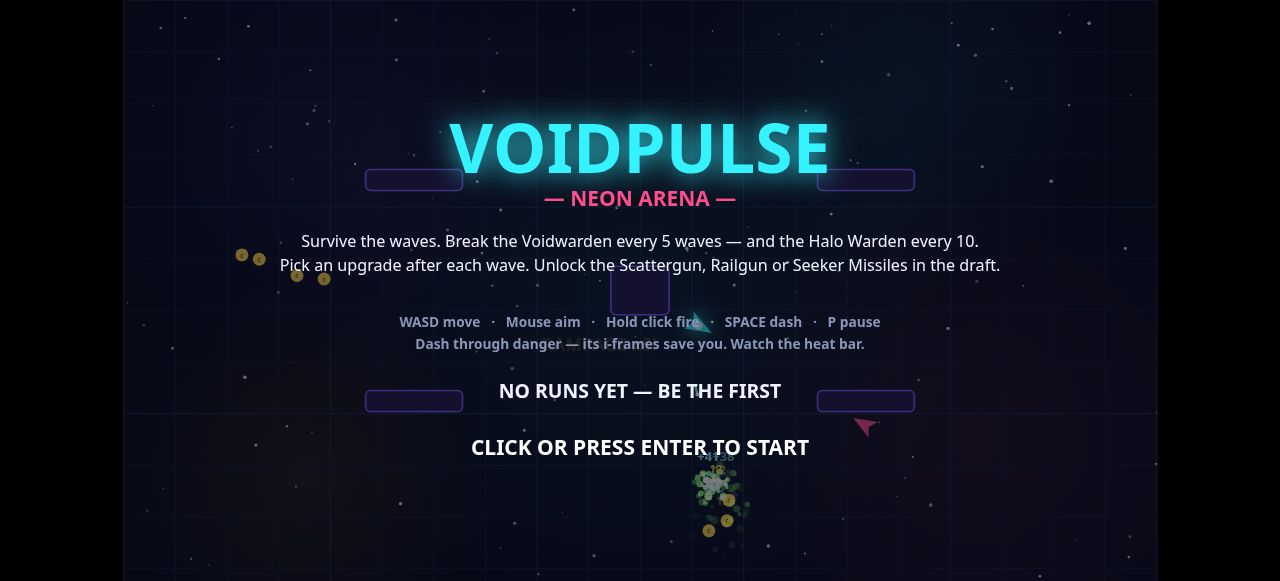 VOIDPULSE
— NEON ARENA —
Survive the waves. Break the Voidwarden every 5 waves — and the Halo Warden every 10.
Pick an upgrade after each wave. Unlock the Scattergun, Railgun or Seeker Missiles in the draft.
WASD move · Mouse aim · Hold click fire · SPACE dash · P pause
Dash through danger — its i-frames save you. Watch the heat bar.
NO RUNS YET — BE THE FIRST
CLICK OR PRESS ENTER TO START